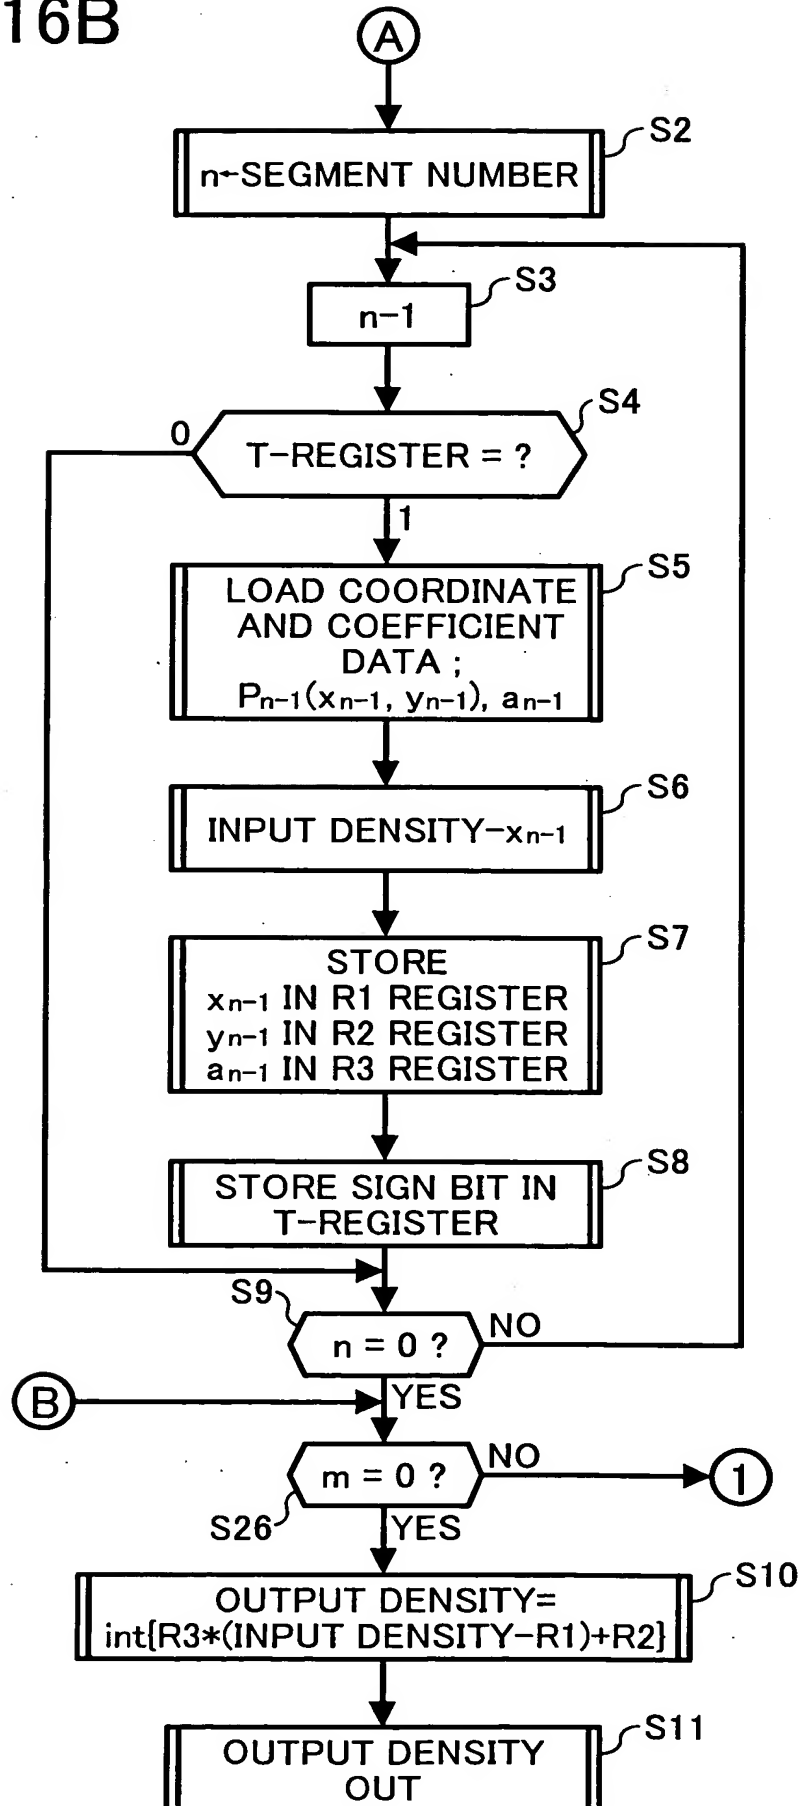 16B
A
S2
n←SEGMENT NUMBER
S3
n-1
S4
0
T-REGISTER = ?
1
S5
LOAD COORDINATE
AND COEFFICIENT
DATA ;
Pn-1(xn-1, yn-1), an-1
S6
INPUT DENSITY-xn-1
S7
STORE
xn-1 IN R1 REGISTER
yn-1 IN R2 REGISTER
an-1 IN R3 REGISTER
S8
STORE SIGN BIT IN
T-REGISTER
S9
n = 0 ?
NO
B
YES
m = 0 ?
NO
1
S26
YES
S10
OUTPUT DENSITY=
int{R3*(INPUT DENSITY-R1)+R2}
S11
OUTPUT DENSITY
OUT